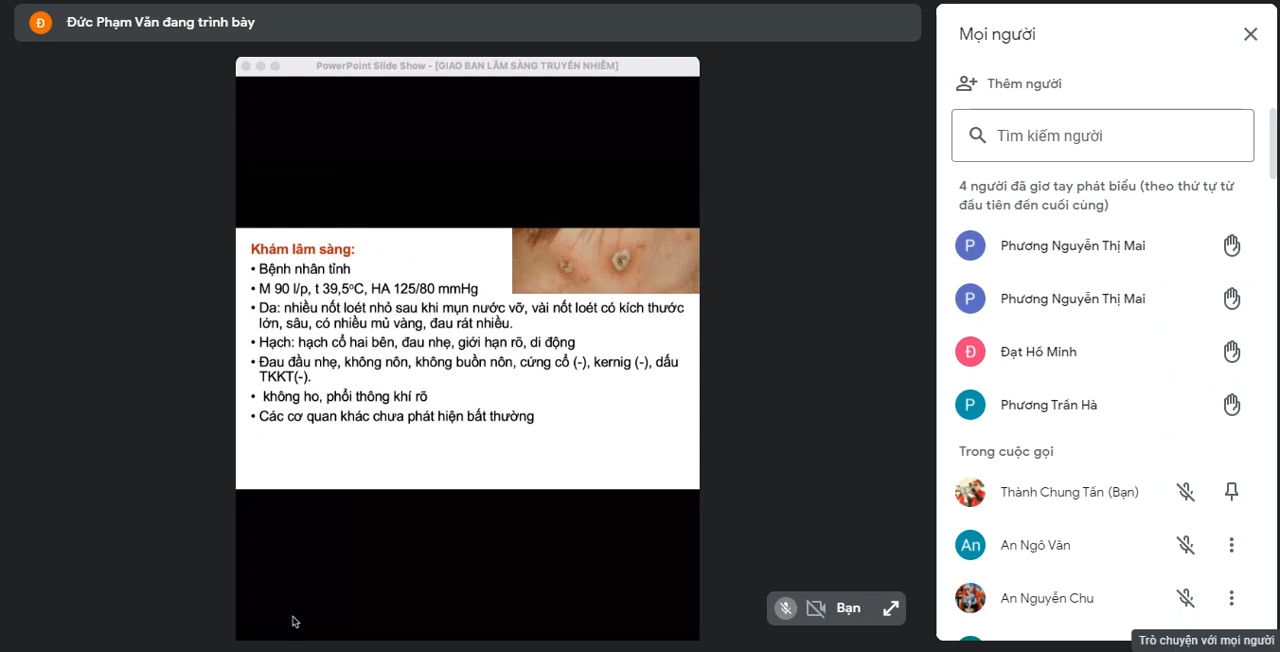 Đ
Đức Phạm Văn đang trình bày
PowerPoint Slide Show - [GIAO BAN LÂM SÀNG TRUYỀN NHIỄM]
Khám lâm sàng:
• Bệnh nhân tỉnh
• M 90 l/p, t 39,5°C, HA 125/80 mmHg
• Da: nhiều nốt loét nhỏ sau khi mụn nước vỡ, vài nốt loét có kích thước
lớn, sâu, có nhiều mủ vàng, đau rát nhiều.
• Hạch: hạch cổ hai bên, đau nhẹ, giới hạn rõ, di động
• Đau đầu nhẹ, không nôn, không buồn nôn, cứng cổ (-), kernig (-), dấu
TKKT(-).
• không ho, phổi thông khí rõ
• Các cơ quan khác chưa phát hiện bất thường
Bạn
Mọi người
Thêm người
Tìm kiếm người
4 người đã giơ tay phát biểu (theo thứ tự từ
đầu tiên đến cuối cùng)
P Phương Nguyễn Thị Mai
P Phương Nguyễn Thị Mai
Đ Đạt Hồ Minh
P Phương Trần Hà
Trong cuộc gọi
Thành Chung Tấn (Bạn)
An An Ngô Văn
An Nguyễn Chu
Trò chuyện với mọi người